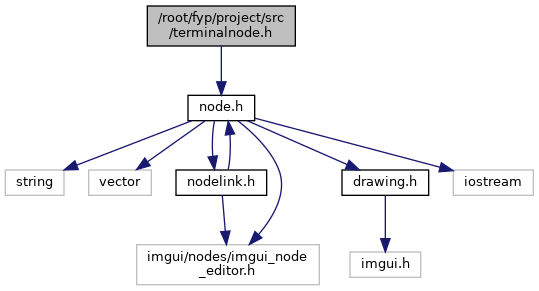 /root/fyp/project/src
/terminalnode.h
node.h
string
vector
nodelink.h
drawing.h
iostream
imgui/nodes/imgui_node
_editor.h
imgui.h